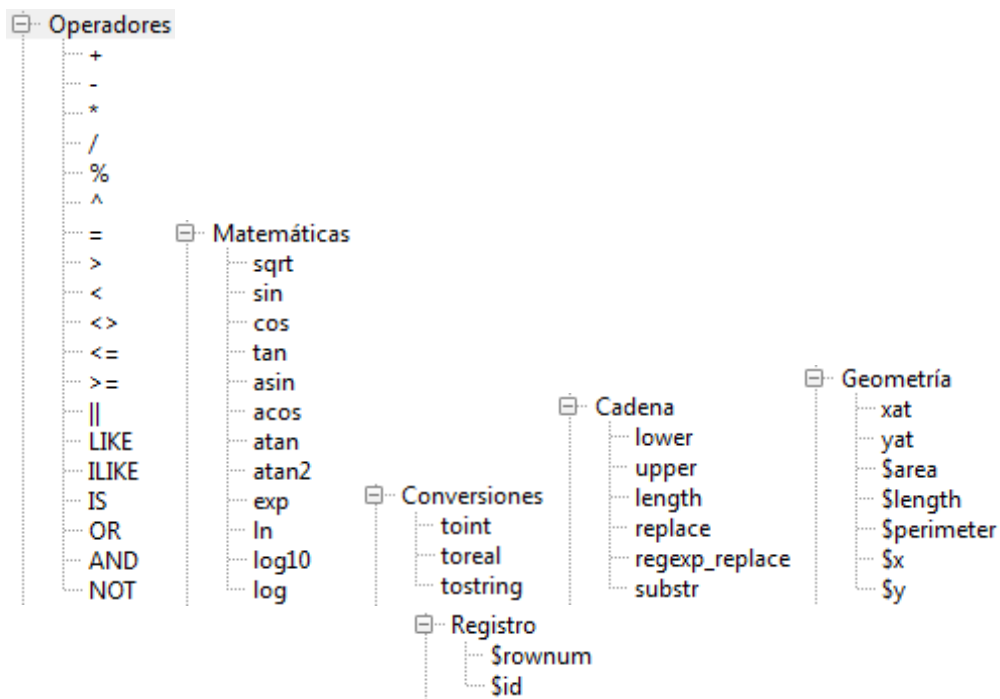 Operadores
+
-
*
/
%
^
=
>
<
<>
<=
>=
||
LIKE
ILIKE
IS
OR
AND
NOT
Matemáticas
sqrt
sin
cos
tan
asin
acos
atan
atan2
exp
ln
log10
log
Conversiones
toint
toreal
tostring
Cadena
lower
upper
length
replace
regexp_replace
substr
Geometría
xat
yat
$area
$length
$perimeter
$x
$y
Registro
$rownum
$id